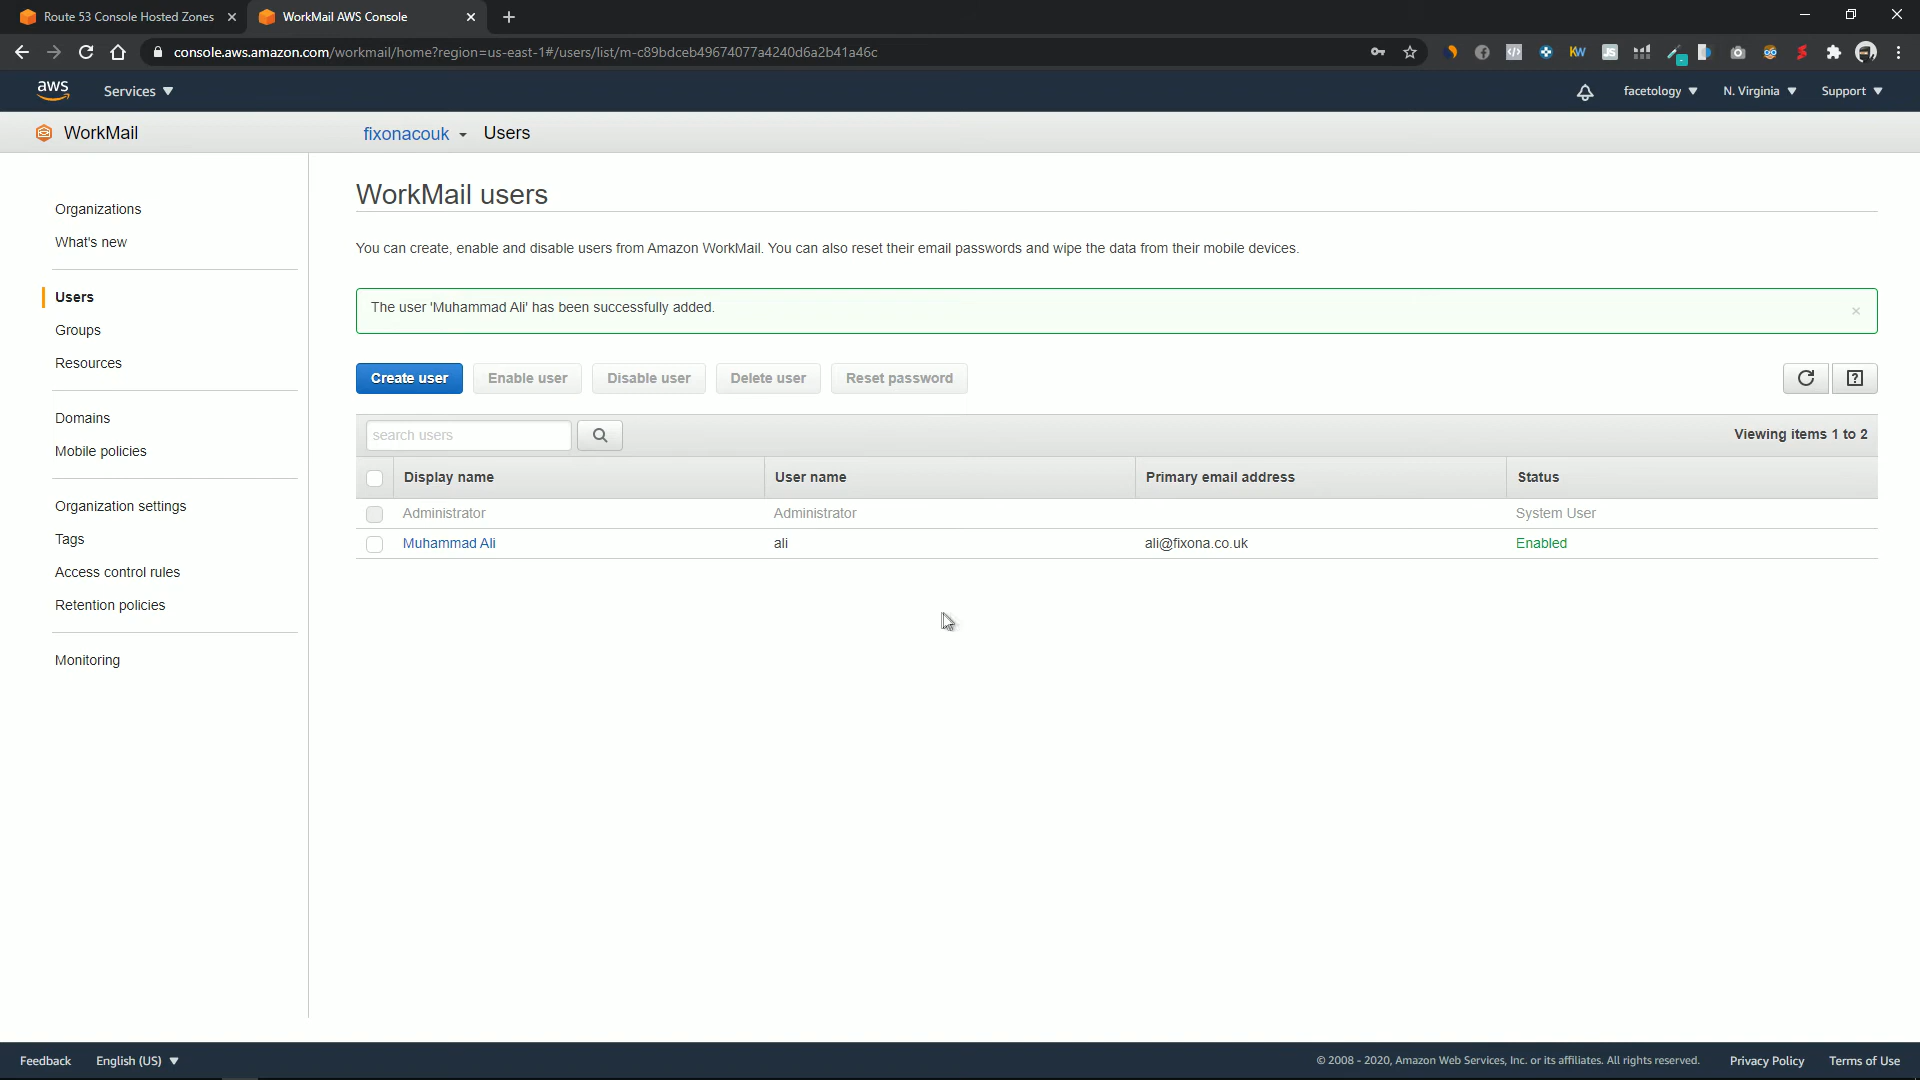 Route 53 Console Hosted Zones
WorkMail AWS Console
console.aws.amazon.com/workmail/home?region=us-east-1#/users/list/m-c89bdceb49674077a4240d6a2b41a46c
KW
JS
aws
Services
facetology
N. Virginia
Support
WorkMail
fixonacouk
Users
Organizations
What's new
Users
Groups
Resources
Domains
Mobile policies
Organization settings
Tags
Access control rules
Retention policies
Monitoring
WorkMail users
You can create, enable and disable users from Amazon WorkMail. You can also reset their email passwords and wipe the data from their mobile devices.
The user 'Muhammad Ali' has been successfully added.
Create user Enable user Disable user Delete user Reset password
search users
Viewing items 1 to 2
Display name User name Primary email address Status
Administrator Administrator System User
Muhammad Ali ali ali@fixona.co.uk Enabled
Feedback English (US) © 2008 - 2020, Amazon Web Services, Inc. or its affiliates. All rights reserved. Privacy Policy Terms of Use